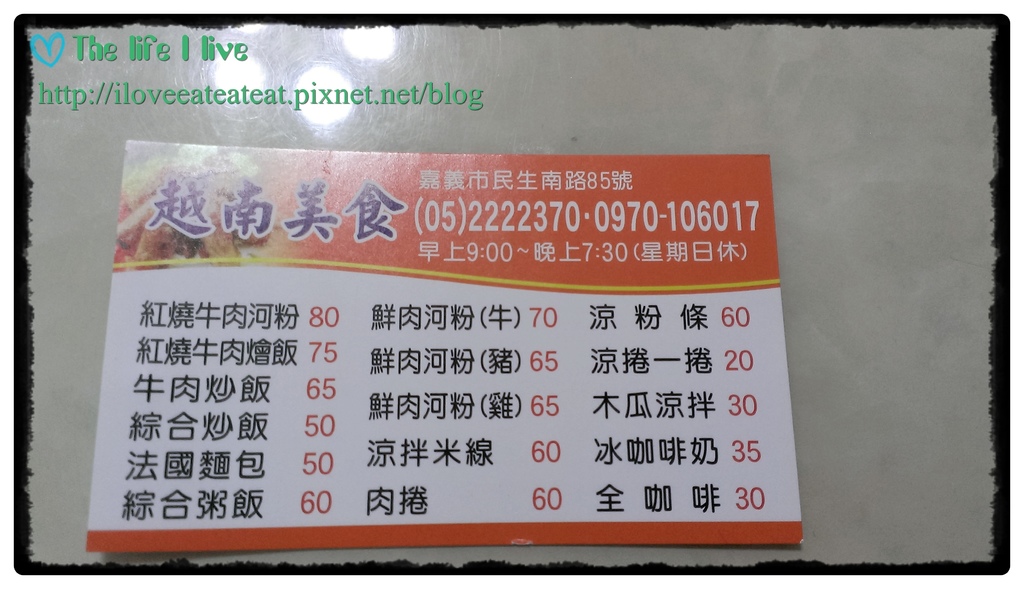 The life I live
http://iloveeateateat.pixnet.net/blog
越南美食
嘉義市民生南路85號
(05)2222370·0970-106017
早上9:00~晚上7:30(星期日休)
紅燒牛肉河粉 80
紅燒牛肉燴飯 75
牛肉炒飯 65
綜合炒飯 50
法國麵包 50
綜合粥飯 60
鮮肉河粉(牛) 70
鮮肉河粉(豬) 65
鮮肉河粉(雞) 65
涼拌米線 60
肉捲 60
涼粉條 60
涼捲一捲 20
木瓜涼拌 30
冰咖啡奶 35
全咖啡 30